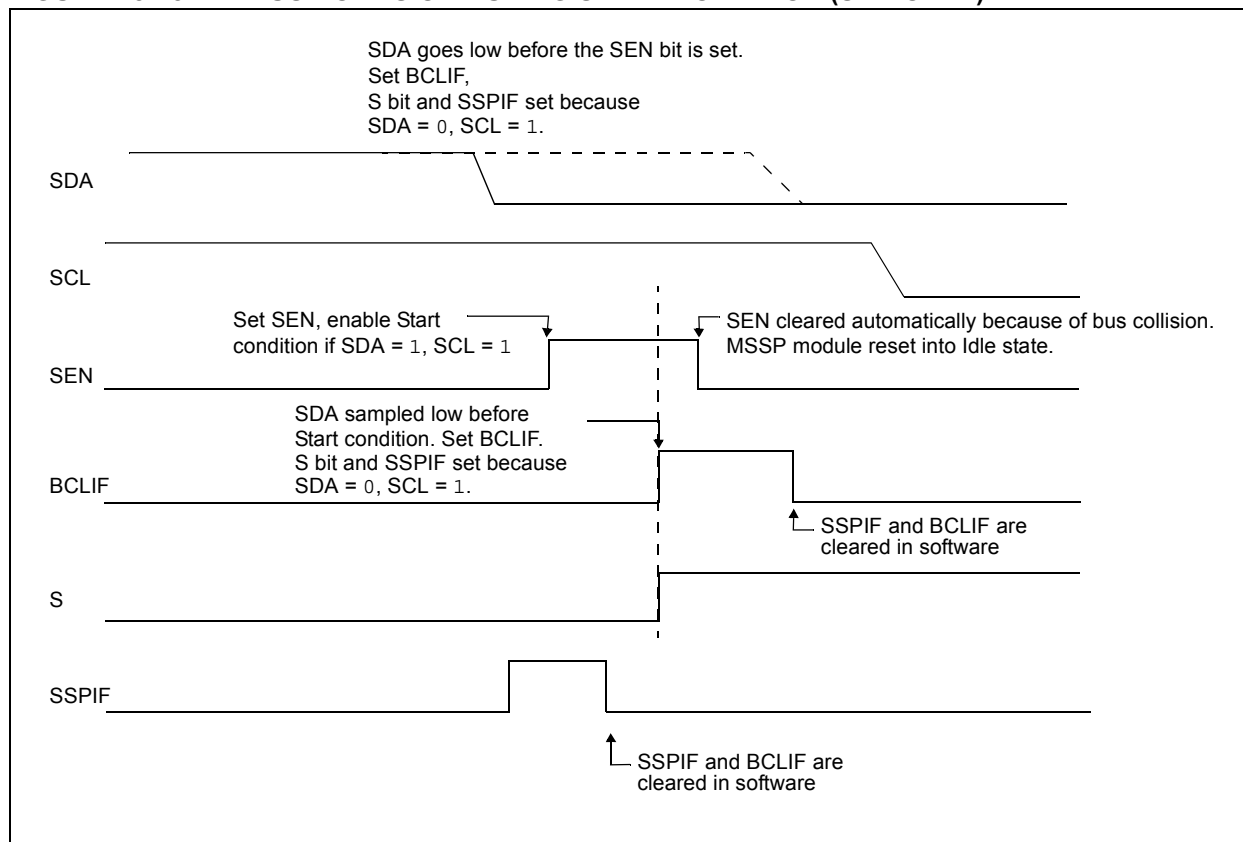 SDA goes low before the SEN bit is set.
Set BCLIF,
S bit and SSPIF set because
SDA = 0, SCL = 1.
SDA
SCL
Set SEN, enable Start
condition if SDA = 1, SCL = 1
SEN cleared automatically because of bus collision.
MSSP module reset into Idle state.
SEN
SDA sampled low before
Start condition. Set BCLIF.
S bit and SSPIF set because
SDA = 0, SCL = 1.
BCLIF
SSPIF and BCLIF are
cleared in software
S
SSPIF
SSPIF and BCLIF are
cleared in software